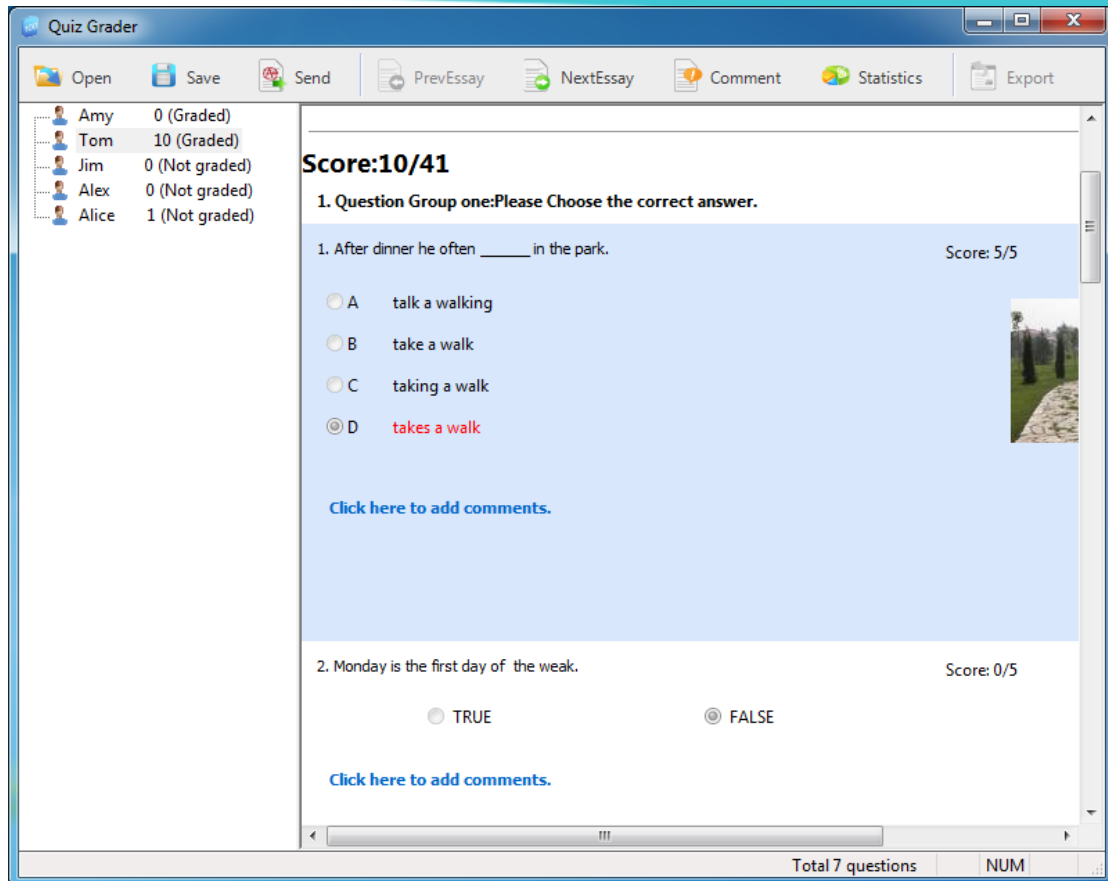 Quiz Grader
Open Save Send PrevEssay NextEssay Comment Statistics Export
Amy 0 (Graded)
Tom 10 (Graded)
Jim 0 (Not graded)
Alex 0 (Not graded)
Alice 1 (Not graded)
Score:10/41
1. Question Group one:Please Choose the correct answer.
1. After dinner he often ______ in the park. Score: 5/5
A talk a walking
B take a walk
C taking a walk
D takes a walk
Click here to add comments.
2. Monday is the first day of the weak. Score: 0/5
TRUE FALSE
Click here to add comments.
Total 7 questions NUM